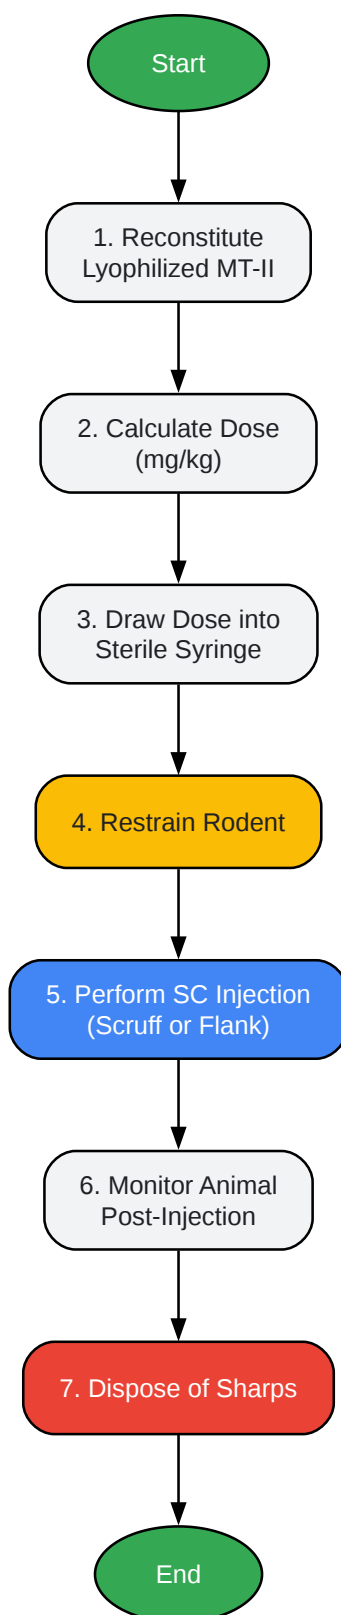 Start
1. Reconstitute
Lyophilized MT-II
2. Calculate Dose
(mg/kg)
3. Draw Dose into
Sterile Syringe
4. Restrain Rodent
5. Perform SC Injection
(Scruff or Flank)
6. Monitor Animal
Post-Injection
7. Dispose of Sharps
End